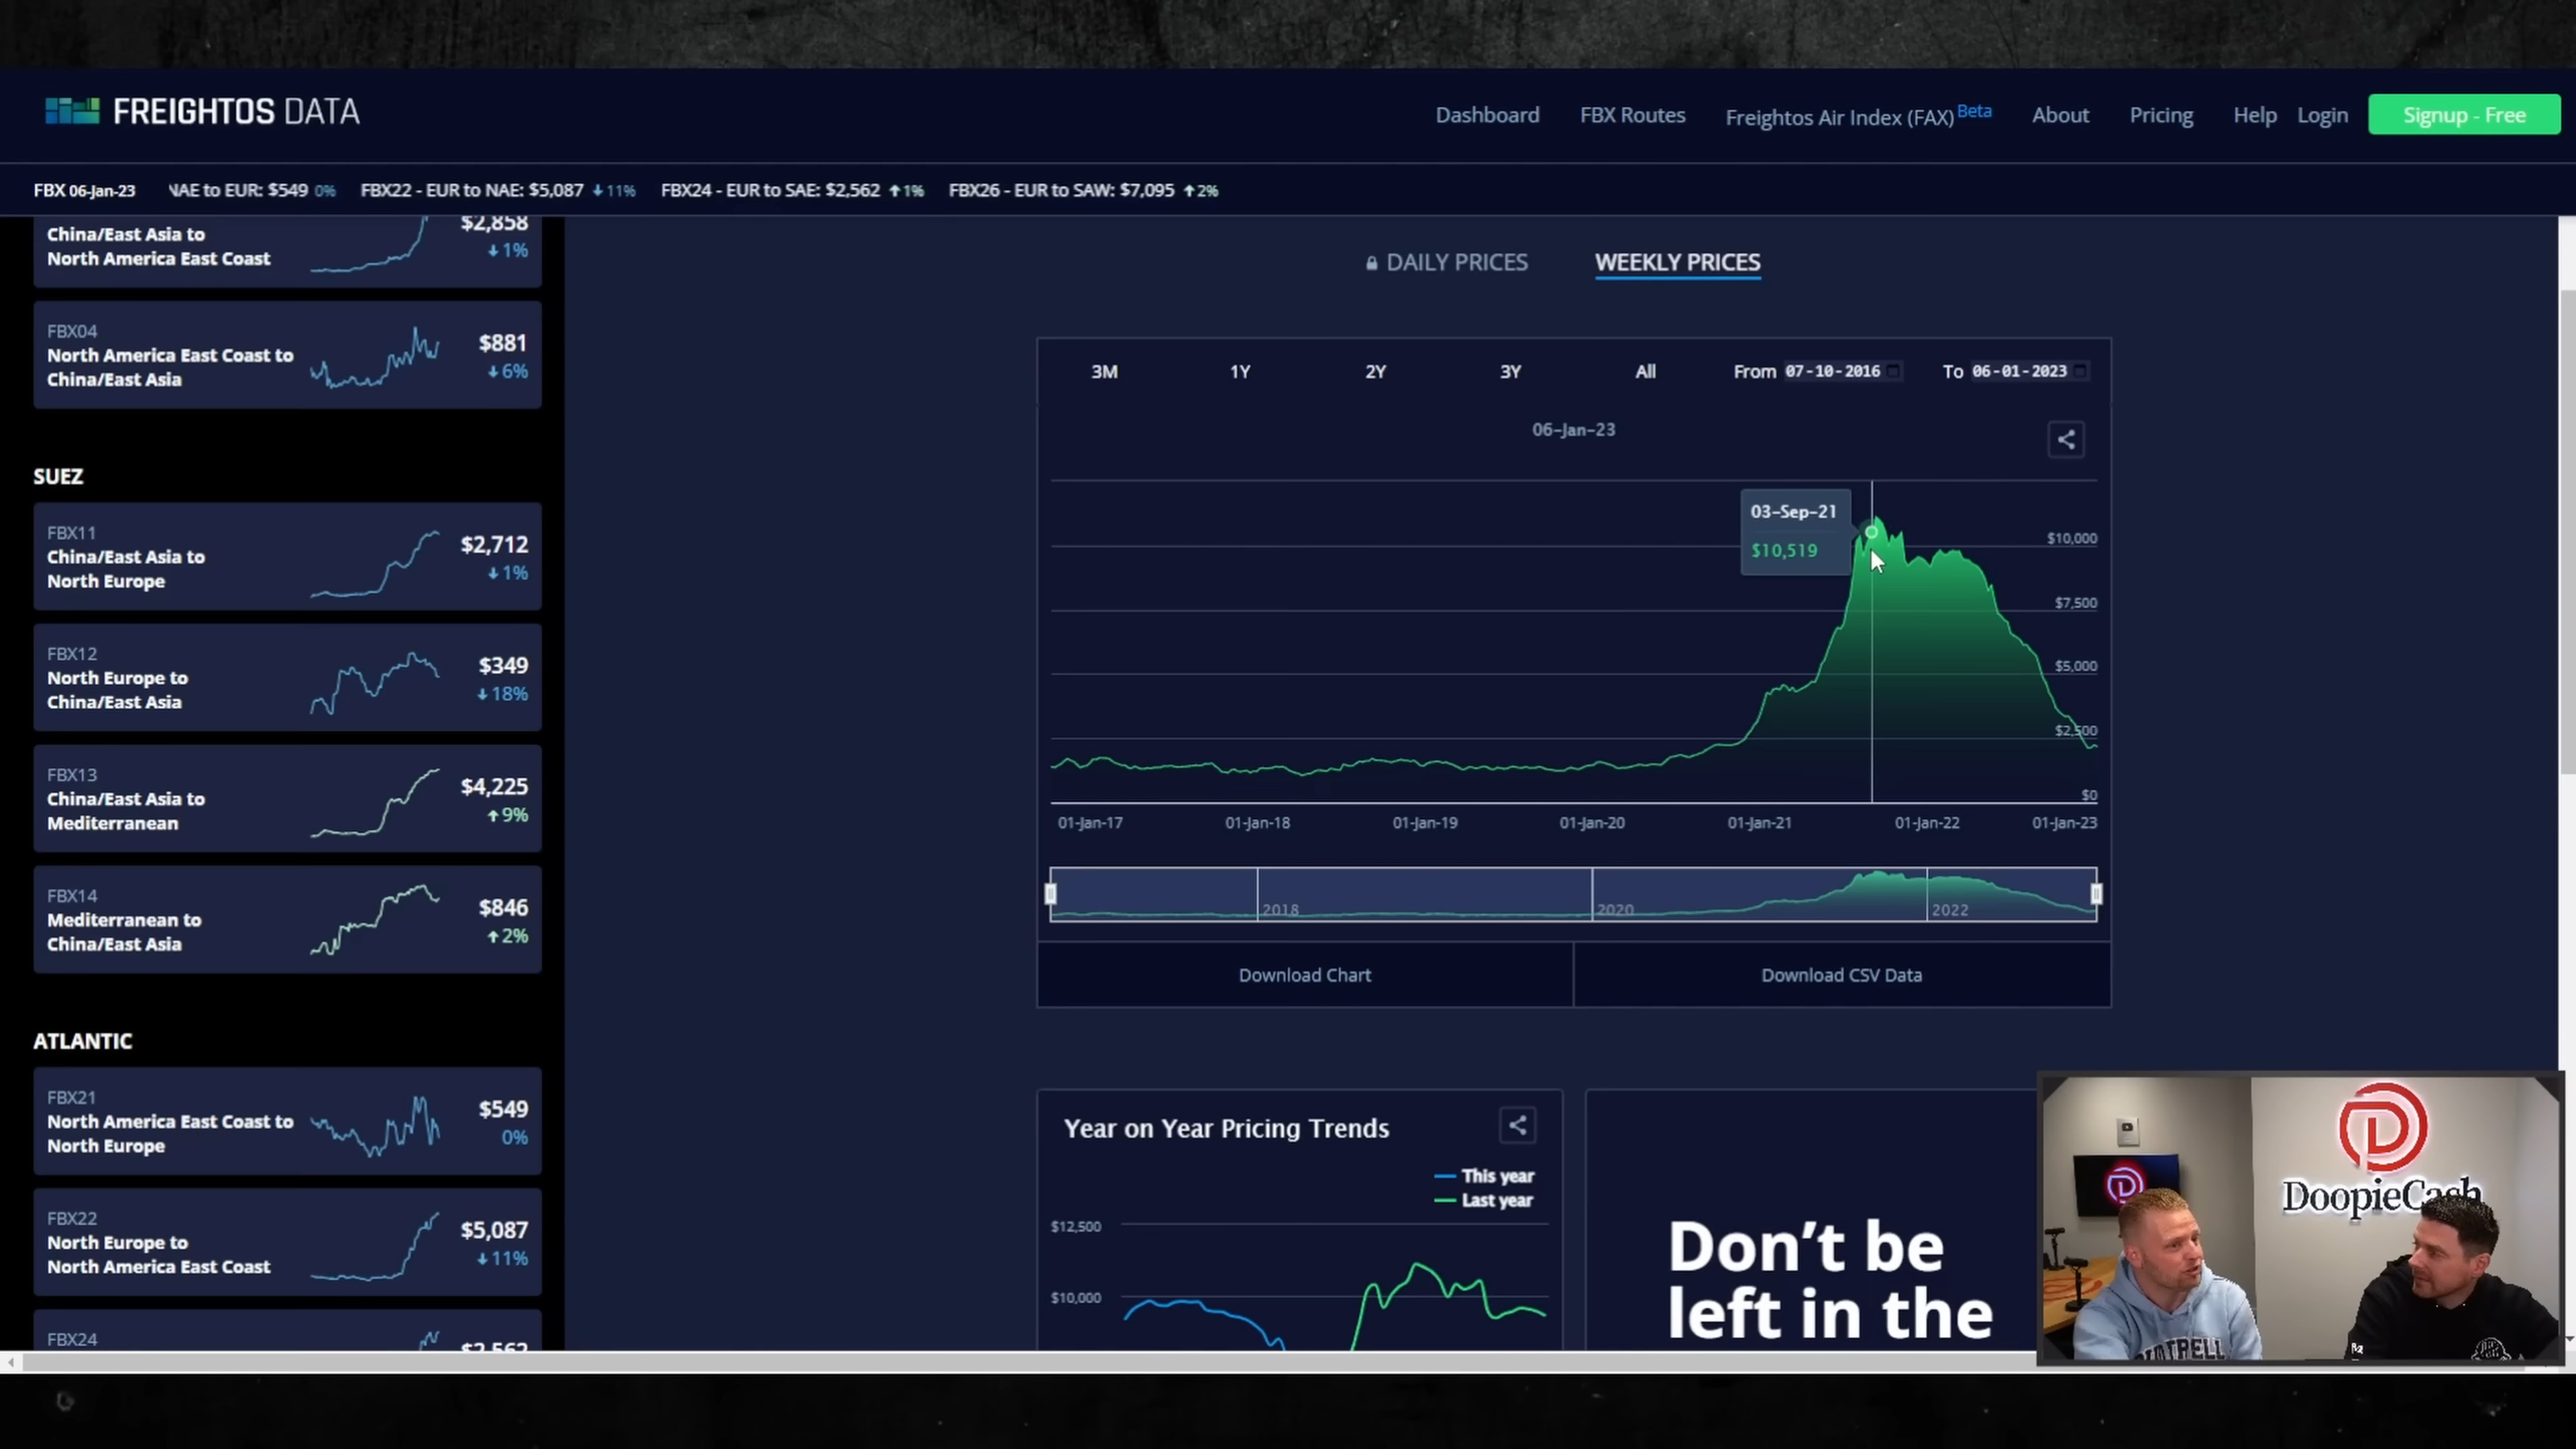 FREIGHTOS DATA
Dashboard
FBX Routes
Freightos Air Index (FAX) Beta
About
Pricing
Help
Login
Signup - Free
FBX 06-Jan-23
NAE to EUR: $549 0%
FBX22 - EUR to NAE: $5,087 ↓11%
FBX24 - EUR to SAE: $2,562 ↑1%
FBX26 - EUR to SAW: $7,095 ↑2%
China/East Asia to
North America East Coast
$2,858
↓1%
FBX04
North America East Coast to
China/East Asia
$881
↓6%
SUEZ
FBX11
China/East Asia to
North Europe
$2,712
↓1%
FBX12
North Europe to
China/East Asia
$349
↓18%
FBX13
China/East Asia to
Mediterranean
$4,225
↑9%
FBX14
Mediterranean to
China/East Asia
$846
↑2%
ATLANTIC
FBX21
North America East Coast to
North Europe
$549
0%
FBX22
North Europe to
North America East Coast
$5,087
↓11%
FBX24
$2,562
DAILY PRICES
WEEKLY PRICES
3M
1Y
2Y
3Y
All
From 07-10-2016
To 06-01-2023
06-Jan-23
03-Sep-21
$10,519
$10,000
$7,500
$5,000
$2,500
$0
01-Jan-17
01-Jan-18
01-Jan-19
01-Jan-20
01-Jan-21
01-Jan-22
01-Jan-23
2018
2020
2022
Download Chart
Download CSV Data
Year on Year Pricing Trends
This year
Last year
$12,500
$10,000
Don't be
left in the
DoopieCash